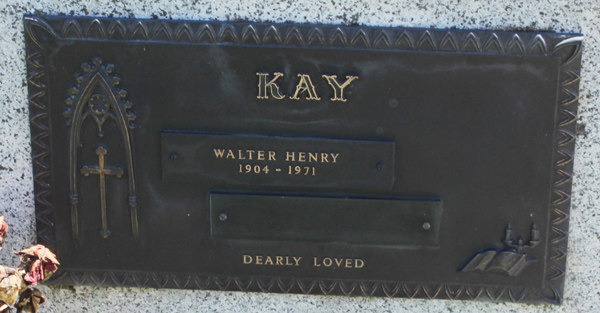 KAY
WALTER HENRY
1904 - 1971
DEARLY LOVED